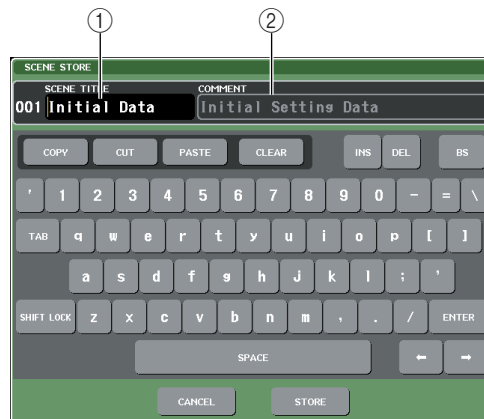 ① ②
SCENE STORE
SCENE TITLE COMMENT
001 Initial Data Initial Setting Data
COPY CUT PASTE CLEAR INS DEL BS
' 1 2 3 4 5 6 7 8 9 0 - = \
TAB q w e r t y u i o p [ ]
a s d f g h j k l ; '
SHIFT LOCK z x c v b n m , . / ENTER
SPACE ← →
CANCEL STORE